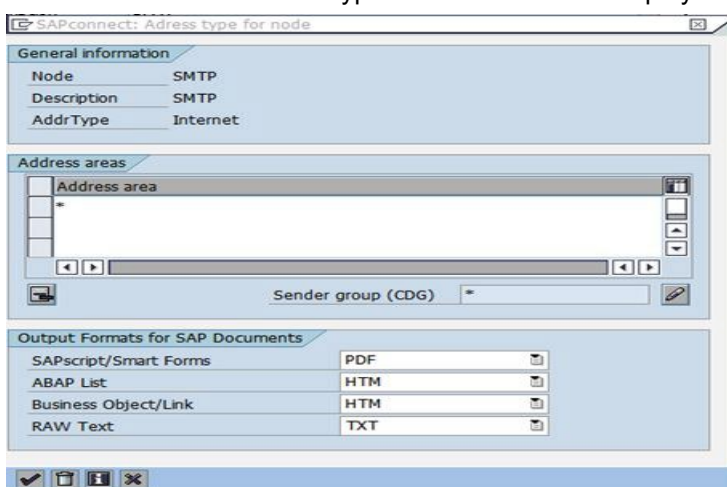 SAPconnect: Adress type for node
General information
Node SMTP
Description SMTP
AddrType Internet
Address areas
Address area
*
Sender group (CDG) *
Output Formats for SAP Documents
SAPscript/Smart Forms PDF
ABAP List HTM
Business Object/Link HTM
RAW Text TXT